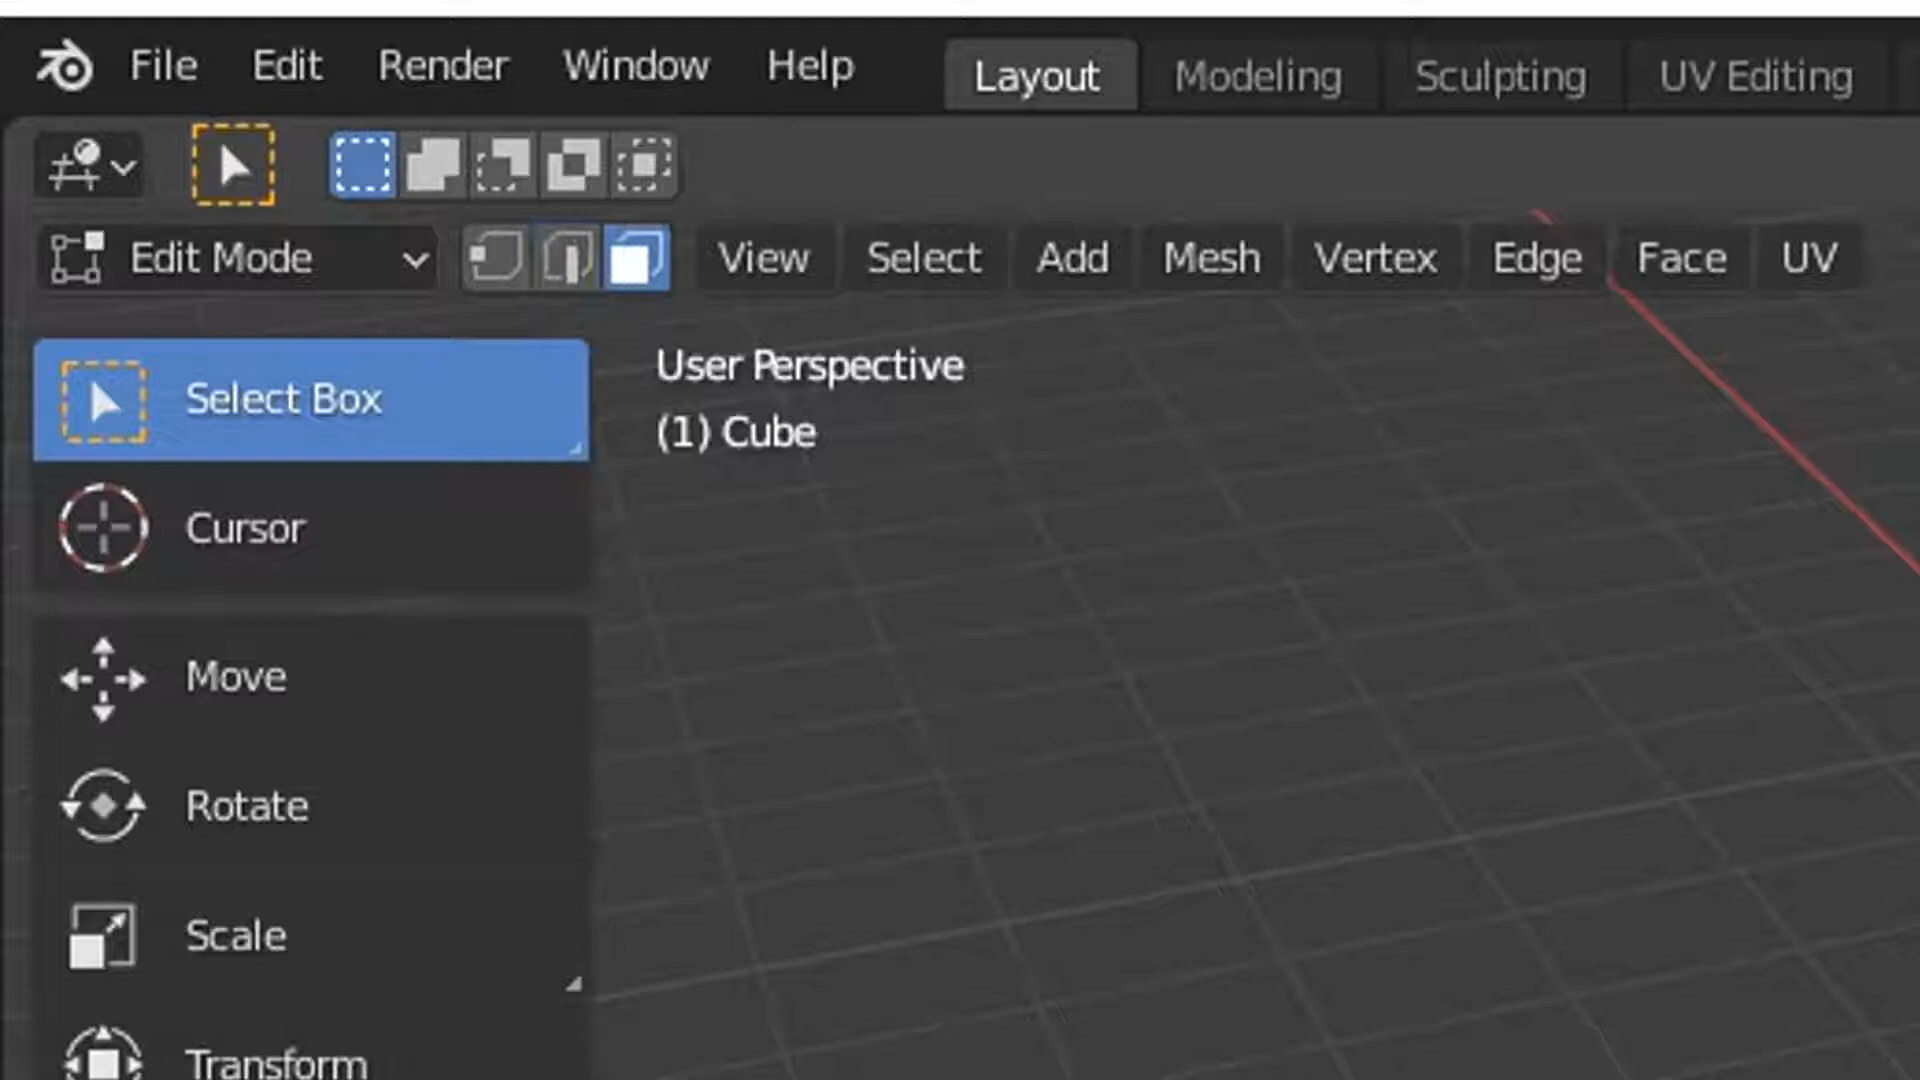 File Edit Render Window Help Layout Modeling Sculpting UV Editing
Edit Mode View Select Add Mesh Vertex Edge Face UV
Select Box
User Perspective
(1) Cube
Cursor
Move
Rotate
Scale
Transform